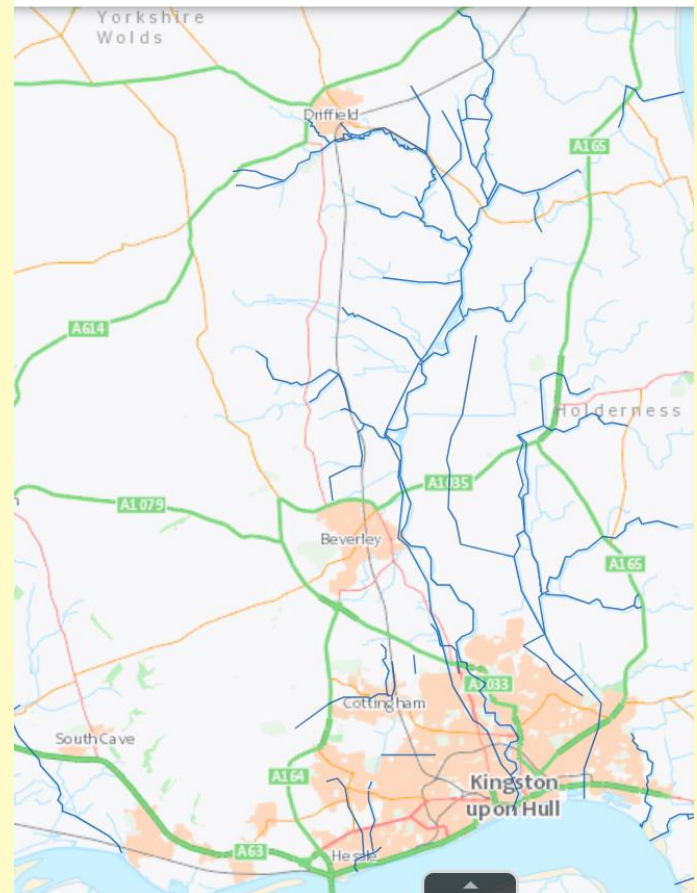 Yorkshire
Wolds
Driffield
A165
A614
Holderness
A1035
A1079
Beverley
A165
A1033
Cottingham
South Cave
A164
Kingston
upon Hull
A63
Hessle